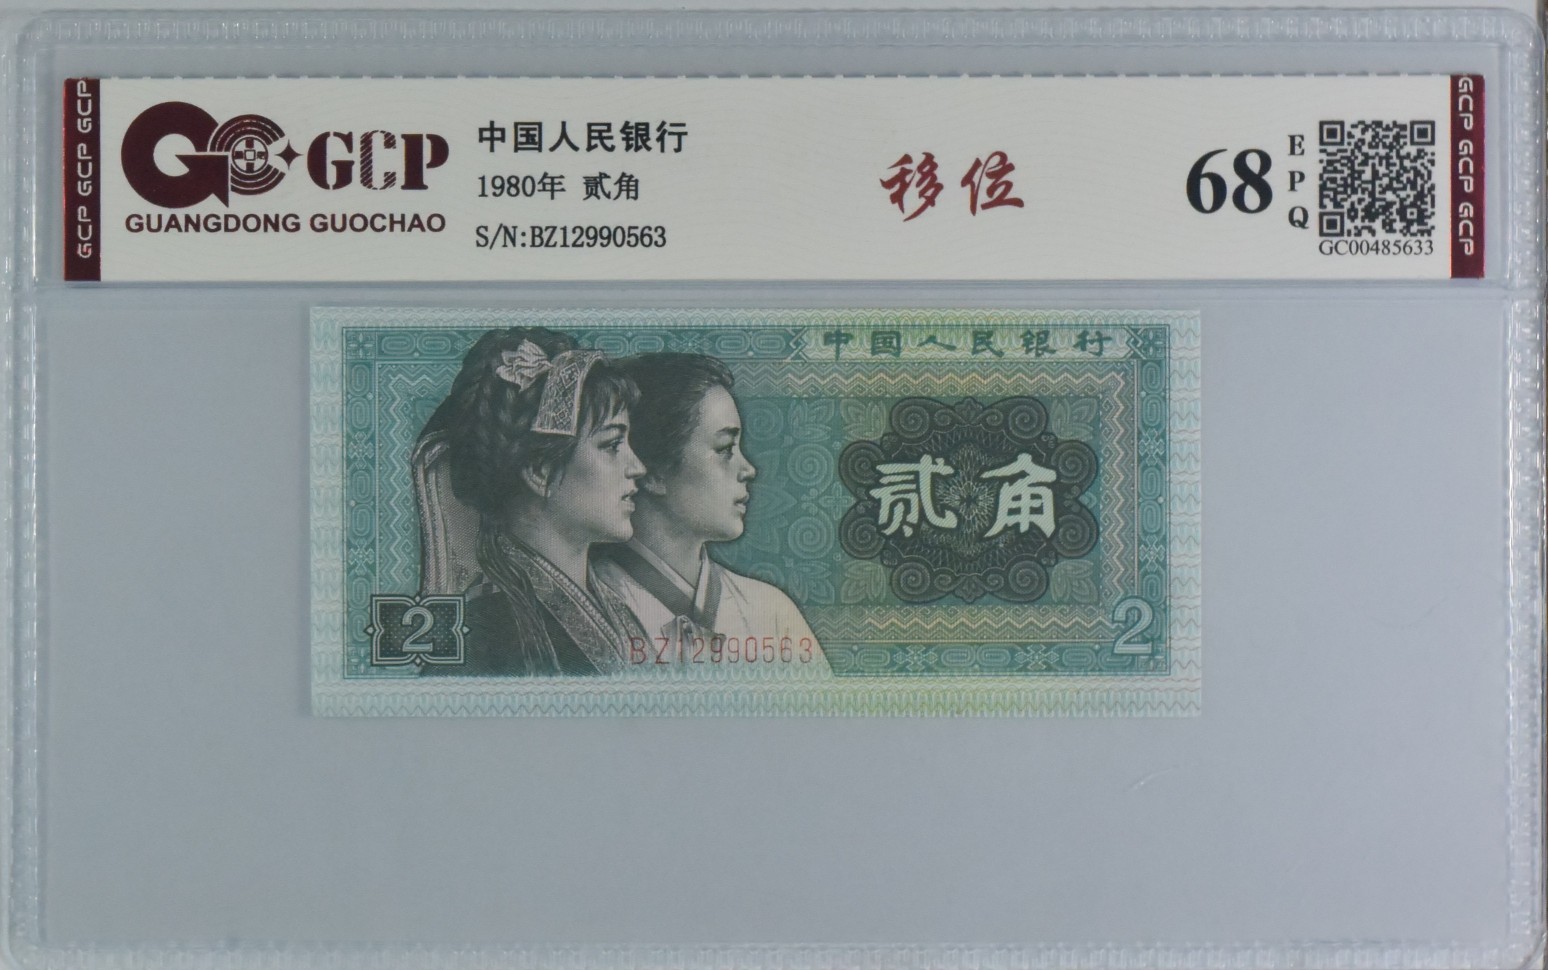 GCP GCP GCP
GCP
GUANGDONG GUOCHAO
中国人民银行
1980年 贰角
S/N:BZ12990563
移位
68
EPQ
GC00485633
GCP GCP GCP
中国人民银行
贰角
2
BZ12990563
2